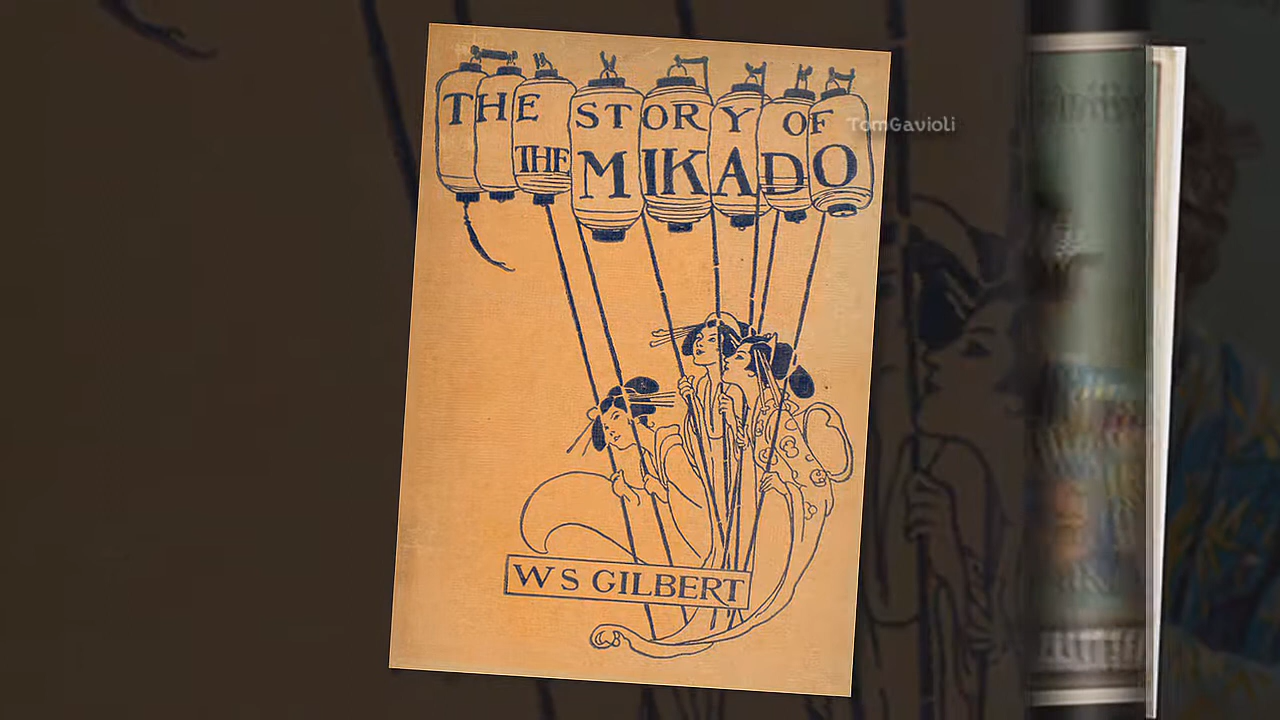 THE STORY OF
THE MIKADO
TomGavioli
W S GILBERT